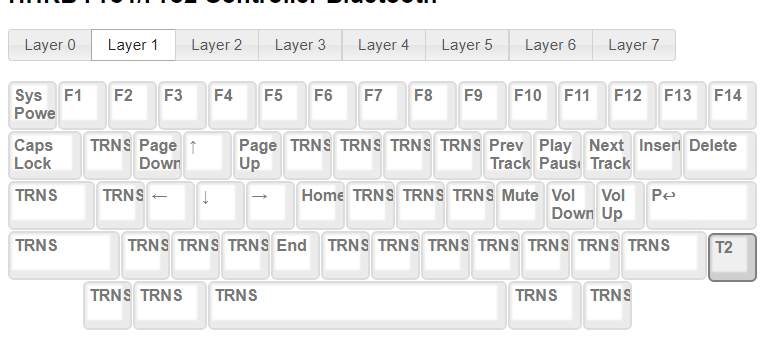 Layer 0 Layer 1 Layer 2 Layer 3 Layer 4 Layer 5 Layer 6 Layer 7
Sys Powe F1 F2 F3 F4 F5 F6 F7 F8 F9 F10 F11 F12 F13 F14
Caps Lock TRNS Page Down ↑ Page Up TRNS TRNS TRNS TRNS Prev Track Play Paus Next Track Insert Delete
TRNS TRNS ← ↓ → Home TRNS TRNS TRNS Mute Vol Down Vol Up P↩
TRNS TRNS TRNS TRNS End TRNS TRNS TRNS TRNS TRNS TRNS TRNS T2
TRNS TRNS TRNS TRNS TRNS